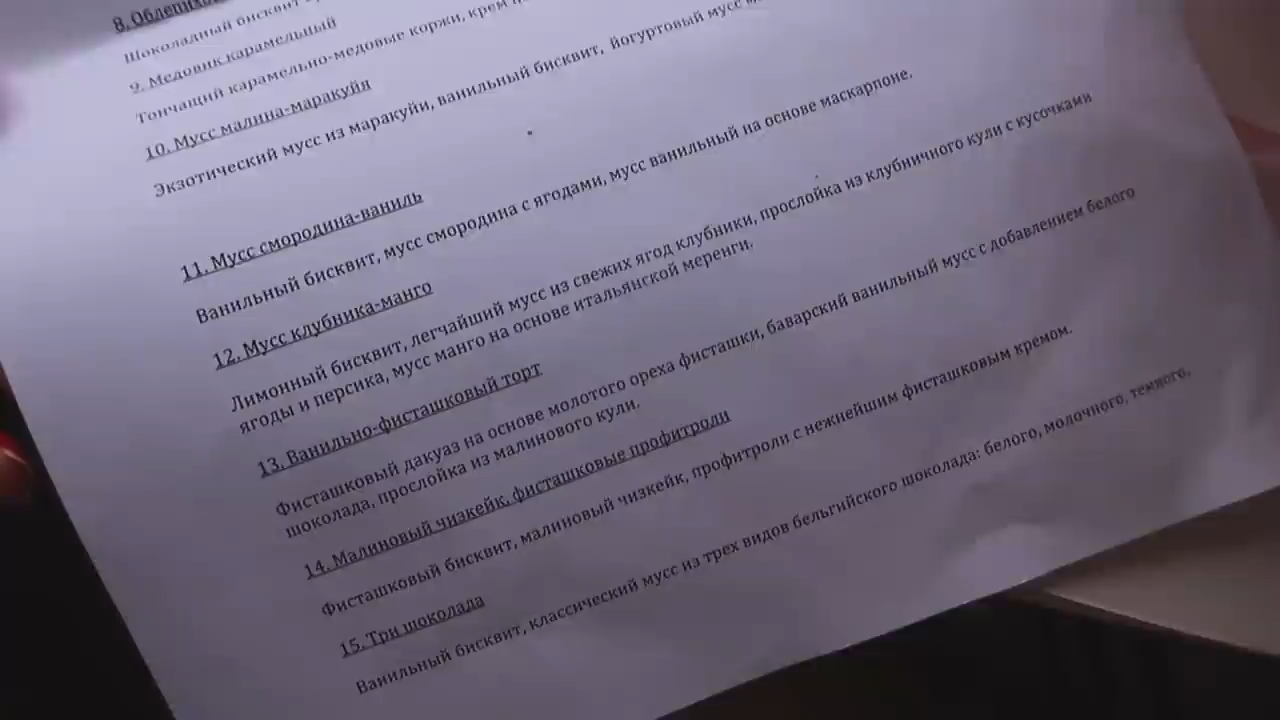 8. Облепихо
Шоколадный бисквит
9. Медовик карамельный
Тончащий карамельно-медовые коржи, крем
10. Мусс малина-маракуйя
Экзотический мусс из маракуйи, ванильный бисквит, йогуртовый мусс
11. Мусс смородина-ваниль
Ванильный бисквит, мусс смородина с ягодами, мусс ванильный на основе маскарпоне.
12. Мусс клубника-манго
Лимонный бисквит, легчайший мусс из свежих ягод клубники, прослойка из клубничного кули с кусочками
ягоды и персика, мусс манго на основе итальянской меренги.
13. Ванильно-фисташковый торт
Фисташковый дакуаз на основе молотого ореха фисташки, баварский ванильный мусс с добавлением белого
шоколада, прослойка из малинового кули.
14. Малиновый чизкейк, фисташковые профитроли
Фисташковый бисквит, малиновый чизкейк, профитроли с нежнейшим фисташковым кремом.
15. Три шоколада
Ванильный бисквит, классический мусс из трех видов бельгийского шоколада: белого, молочного, темного.